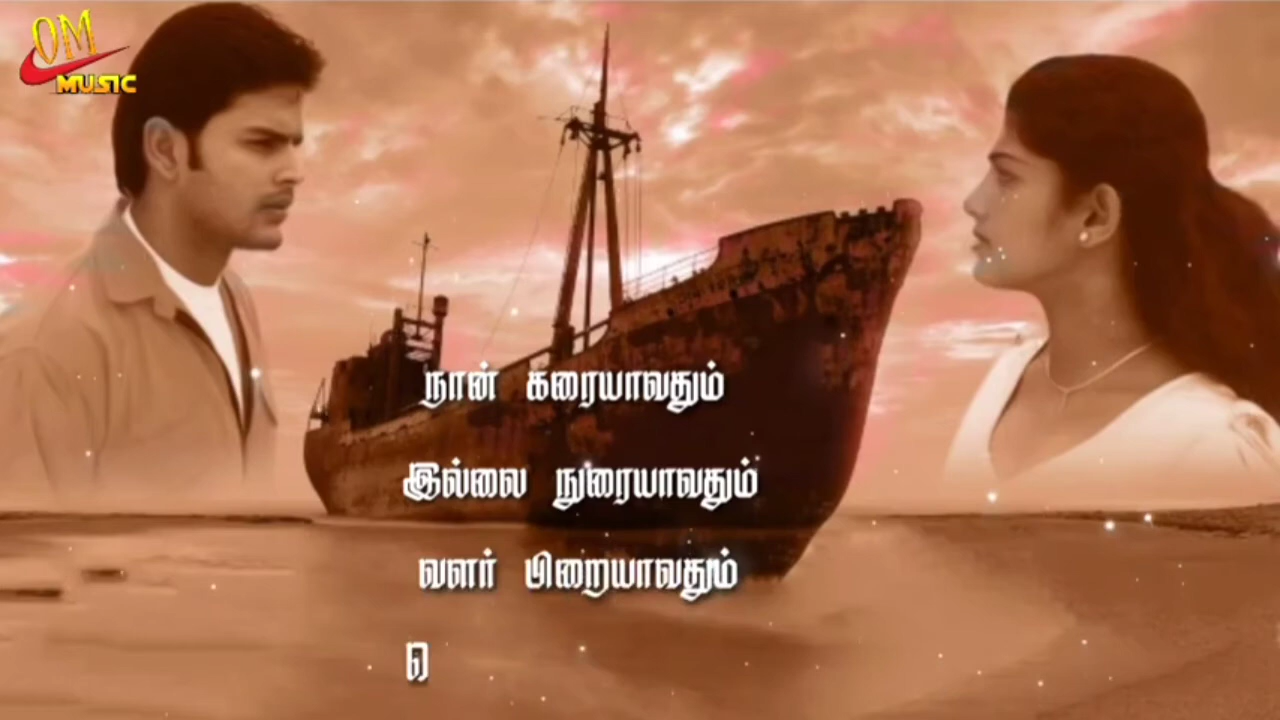 OM
MUSIC
நான் கரையாவதும்
இல்லை நுரையாவதும்
வளர் பிறையாவதும்